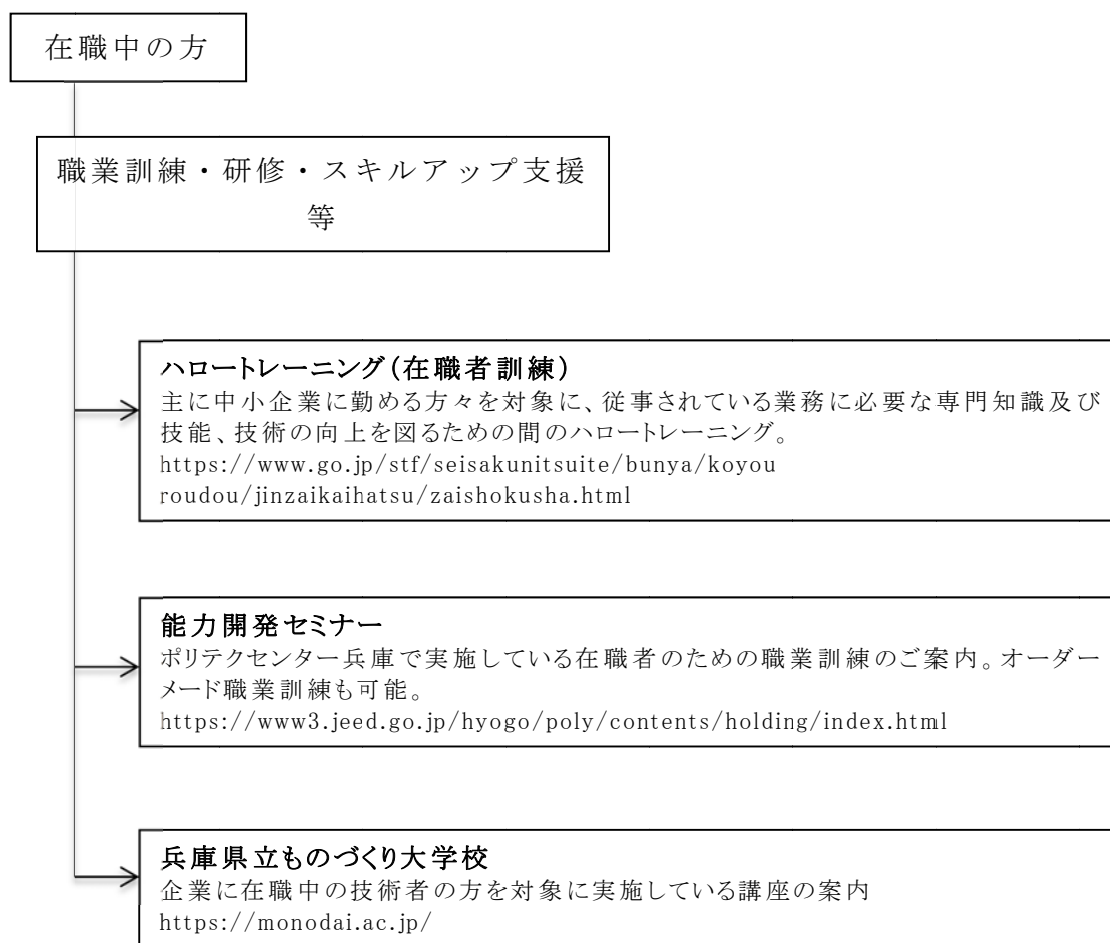 在職中の方
職業訓練・研修・スキルアップ支援
等
ハロートレーニング(在職者訓練)
主に中小企業に勤める方々を対象に、従事されている業務に必要な専門知識及び
技能、技術の向上を図るための間のハロートレーニング。
https://www.go.jp/stf/seisakunitsuite/bunya/koyou
roudou/jinzaikaihatsu/zaishokusha.html
能力開発セミナー
ポリテクセンター兵庫で実施している在職者のための職業訓練のご案内。オーダー
メード職業訓練も可能。
https://www3.jeed.go.jp/hyogo/poly/contents/holding/index.html
兵庫県立ものづくり大学校
企業に在職中の技術者の方を対象に実施している講座の案内
https://monodai.ac.jp/